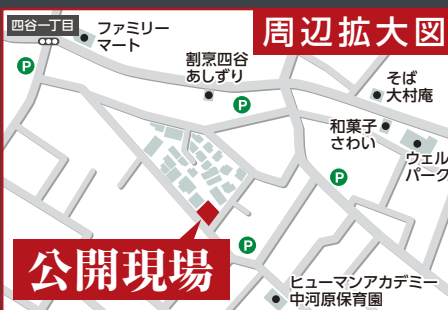 周辺拡大図
四谷一丁目
ファミリー
マート
P
割烹四谷
あしずり
P
そば
大村庵
和菓子
さわい
ウェル
パーク
P
P
公開現場
ヒューマンアカデミー
中河原保育園